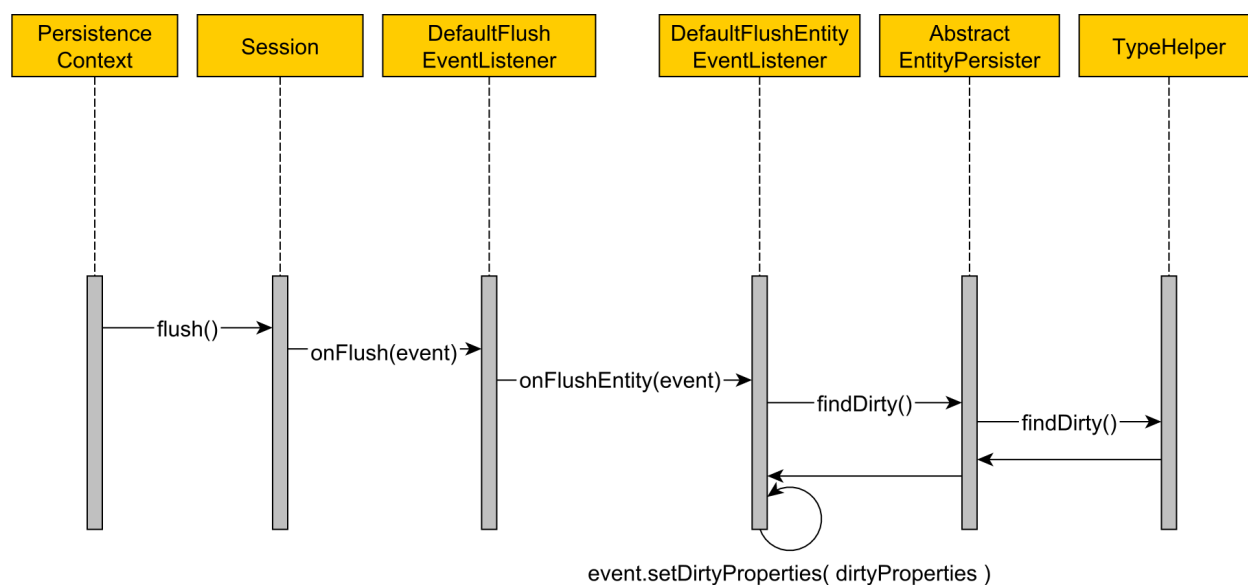 Persistence
Context
Session
DefaultFlush
EventListener
DefaultFlushEntity
EventListener
Abstract
EntityPersister
TypeHelper
flush()
onFlush(event)
onFlushEntity(event)
findDirty()
findDirty()
event.setDirtyProperties( dirtyProperties )